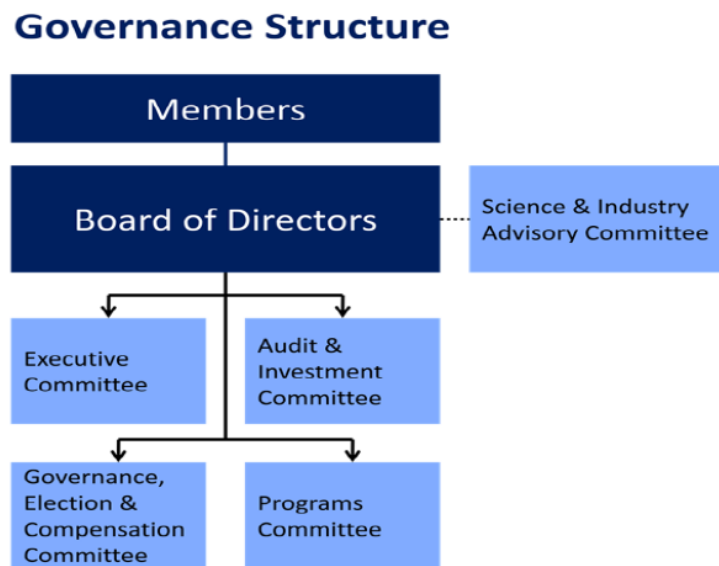 Governance Structure
Members
Board of Directors
Science & Industry
Advisory Committee
Executive
Committee
Audit &
Investment
Committee
Governance,
Election &
Compensation
Committee
Programs
Committee